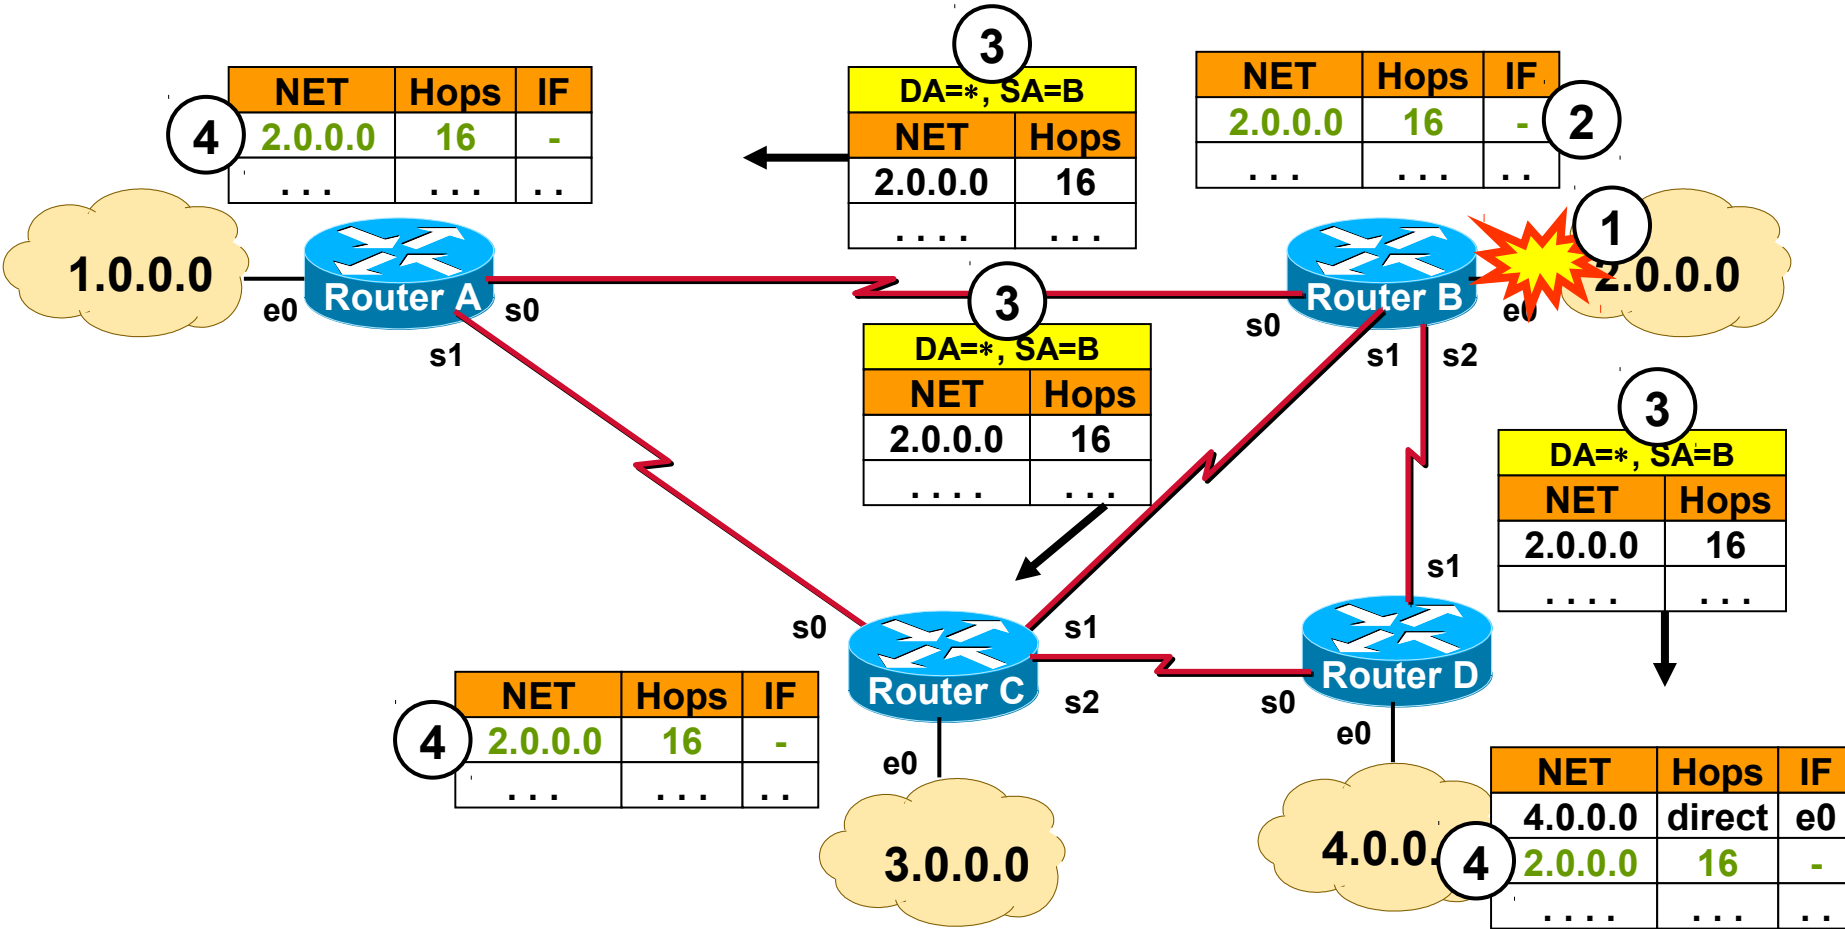 3
NET Hops IF
2.0.0.0 16 -
. . . . . . . .
4
DA=*, SA=B
NET Hops
2.0.0.0 16
. . . . . . .
NET Hops IF
2.0.0.0 16 -
. . . . . . . .
2
1
1.0.0.0
e0
Router A
s0
s1
3
DA=*, SA=B
NET Hops
2.0.0.0 16
. . . . . . .
Router B
s0
s1
s2
e0
2.0.0.0
3
DA=*, SA=B
NET Hops
2.0.0.0 16
. . . . . . .
s0
Router C
s1
s2
e0
s1
Router D
s0
e0
4
NET Hops IF
2.0.0.0 16 -
. . . . . . . .
3.0.0.0
4.0.0.
4
NET Hops IF
4.0.0.0 direct e0
2.0.0.0 16 -
. . . . . . . . .